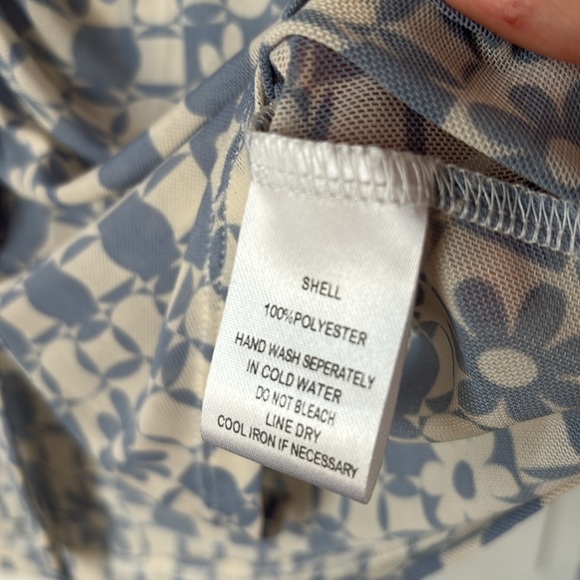 SHELL
100%POLYESTER
HAND WASH SEPERATELY
IN COLD WATER
DO NOT BLEACH
LINE DRY
COOL IRON IF NECESSARY